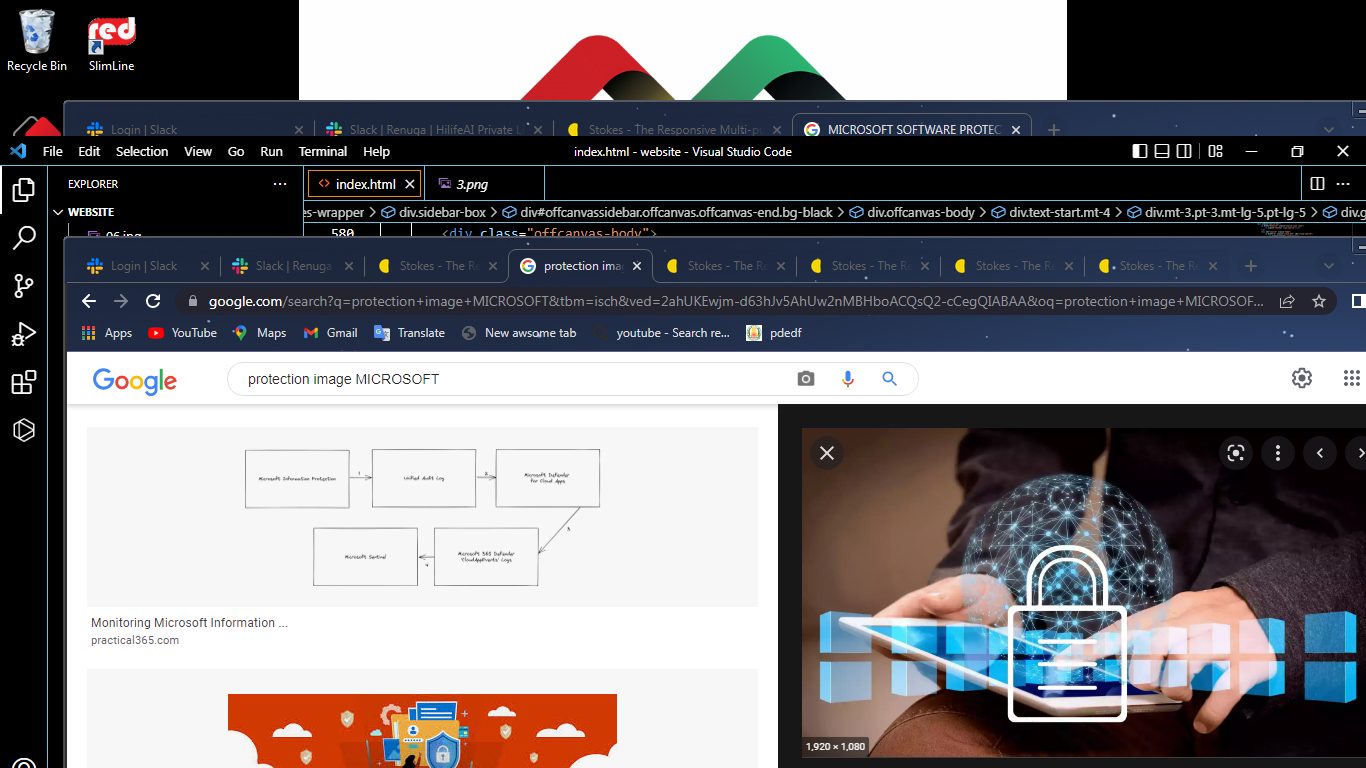 Recycle Bin
SlimLine
red
Login | Slack
Slack | Renuga | HilifeAI Private L
Stokes - The Responsive Multi-pu
MICROSOFT SOFTWARE PROTEC
File Edit Selection View Go Run Terminal Help
index.html - website - Visual Studio Code
EXPLORER
index.html
3.png
WEBSITE
es-wrapper > div.sidebar-box > div#offcanvassidebar.offcanvas.offcanvas-end.bg-black > div.offcanvas-body > div.text-start.mt-4 > div.mt-3.pt-3.mt-lg-5.pt-lg-5 > div.g
06.jpg
580 <div class="offcanvas-body">
Login | Slack
Slack | Renuga
Stokes - The Re
protection ima
Stokes - The Re
Stokes - The Re
Stokes - The Re
Stokes - The Re
google.com/search?q=protection+image+MICROSOFT&tbm=isch&ved=2ahUKEwjm-d63hJv5AhUw2nMBHboACQsQ2-cCegQIABAA&oq=protection+image+MICROSOF...
Apps YouTube Maps Gmail Translate New awsome tab youtube - Search re... pdedf
Google
protection image MICROSOFT
Microsoft Information Protection
1
Unified Audit Log
2
Microsoft Defender
for Cloud Apps
3
Microsoft Sentinel
4
Microsoft 365 Defender
'CloudAppEvents' Logs
Monitoring Microsoft Information ...
practical365.com
1,920 × 1,080